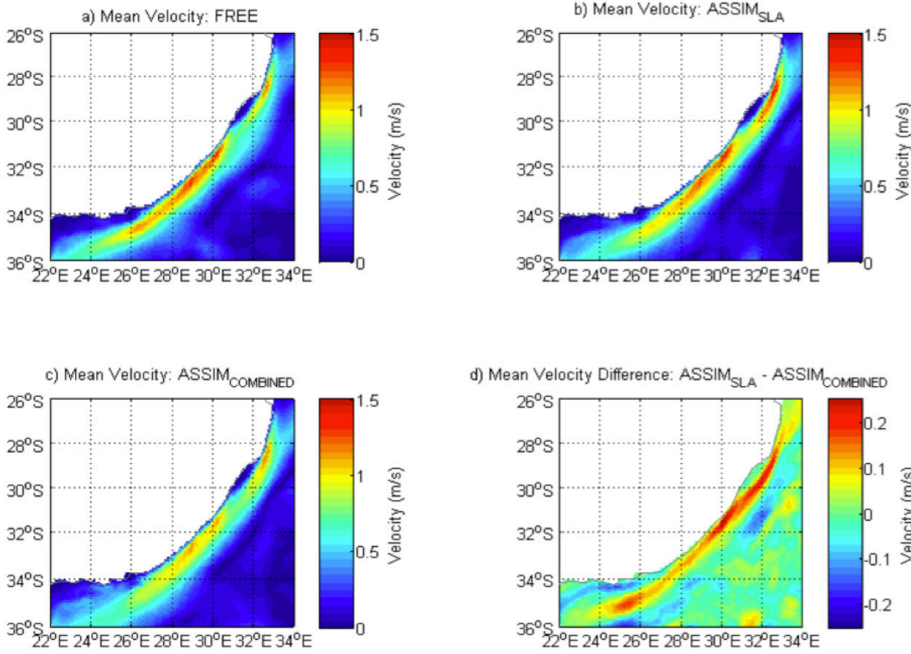 a) Mean Velocity: FREE
26°S
28°S
30°S
32°S
34°S
36°S
22°E 24°E 26°E 28°E 30°E 32°E 34°E
1.5
1
0.5
0
Velocity (m/s)
b) Mean Velocity: ASSIM_SLA
26°S
28°S
30°S
32°S
34°S
36°S
22°E 24°E 26°E 28°E 30°E 32°E 34°E
1.5
1
0.5
0
Velocity (m/s)
c) Mean Velocity: ASSIM_COMBINED
26°S
28°S
30°S
32°S
34°S
36°S
22°E 24°E 26°E 28°E 30°E 32°E 34°E
1.5
1
0.5
0
Velocity (m/s)
d) Mean Velocity Difference: ASSIM_SLA - ASSIM_COMBINED
26°S
28°S
30°S
32°S
34°S
36°S
22°E 24°E 26°E 28°E 30°E 32°E 34°E
0.2
0.1
-0
-0.1
-0.2
Velocity (m/s)